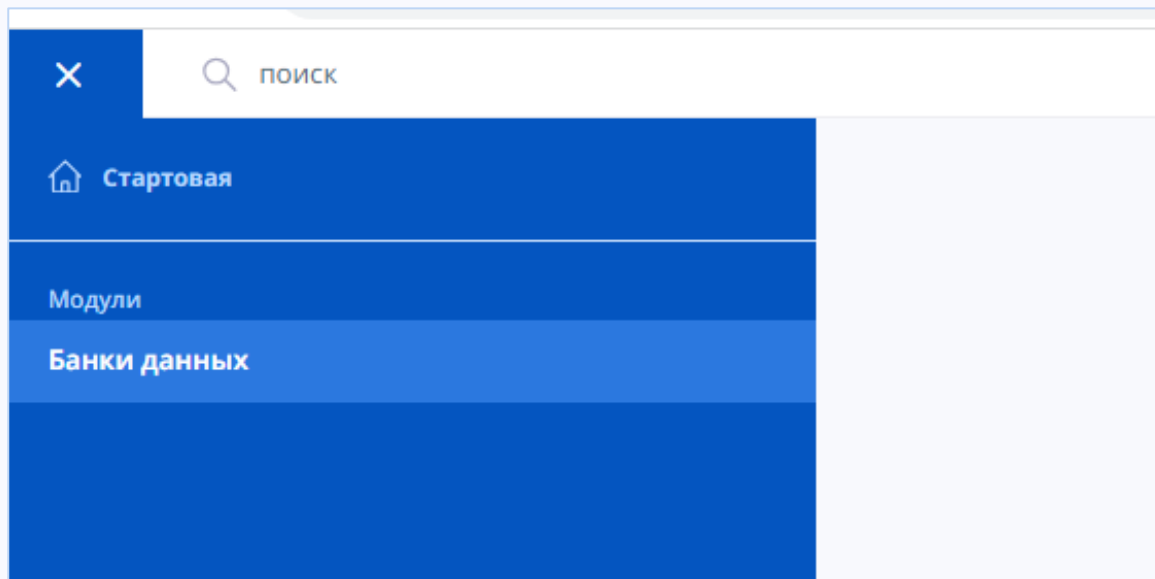 поиск
Стартовая
Модули
Банки данных